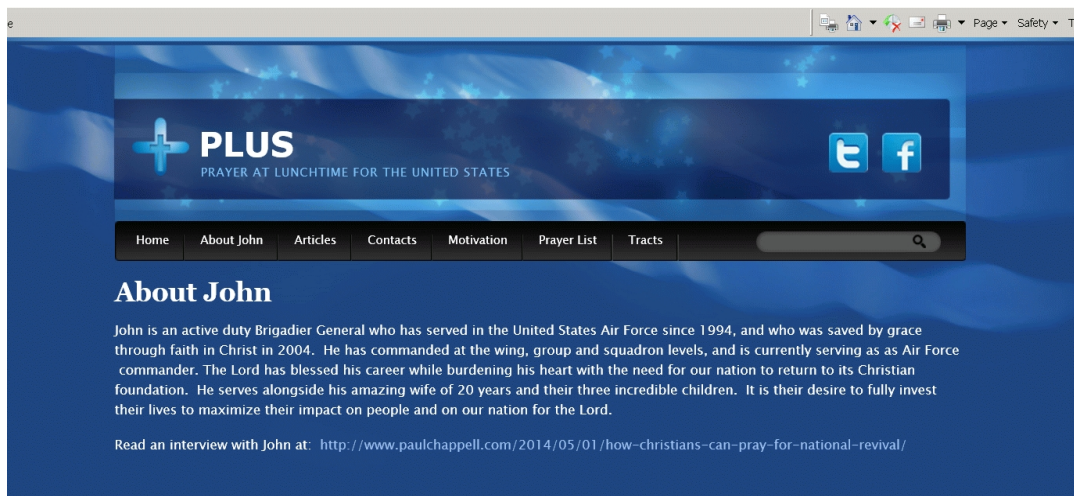 e
Page Safety T
PLUS
PRAYER AT LUNCHTIME FOR THE UNITED STATES
Home About John Articles Contacts Motivation Prayer List Tracts
About John
John is an active duty Brigadier General who has served in the United States Air Force since 1994, and who was saved by grace
through faith in Christ in 2004. He has commanded at the wing, group and squadron levels, and is currently serving as as Air Force
commander. The Lord has blessed his career while burdening his heart with the need for our nation to return to its Christian
foundation. He serves alongside his amazing wife of 20 years and their three incredible children. It is their desire to fully invest
their lives to maximize their impact on people and on our nation for the Lord.
Read an interview with John at: http://www.paulchappell.com/2014/05/01/how-christians-can-pray-for-national-revival/